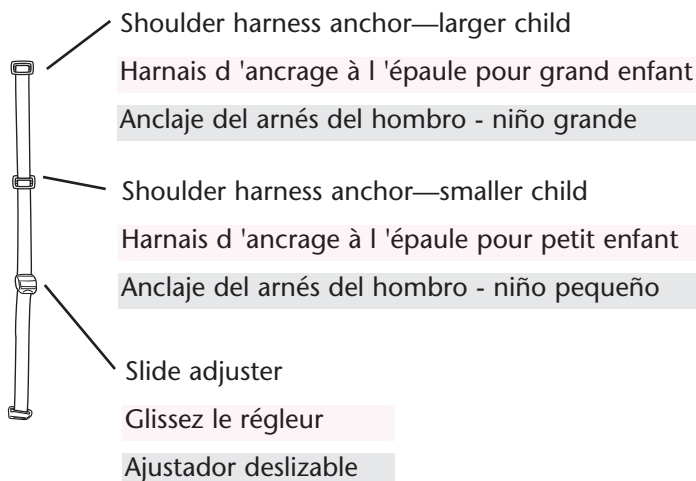 Shoulder harness anchor—larger child
Harnais d 'ancrage à l 'épaule pour grand enfant
Anclaje del arnés del hombro - niño grande
Shoulder harness anchor—smaller child
Harnais d 'ancrage à l 'épaule pour petit enfant
Anclaje del arnés del hombro - niño pequeño
Slide adjuster
Glissez le régleur
Ajustador deslizable